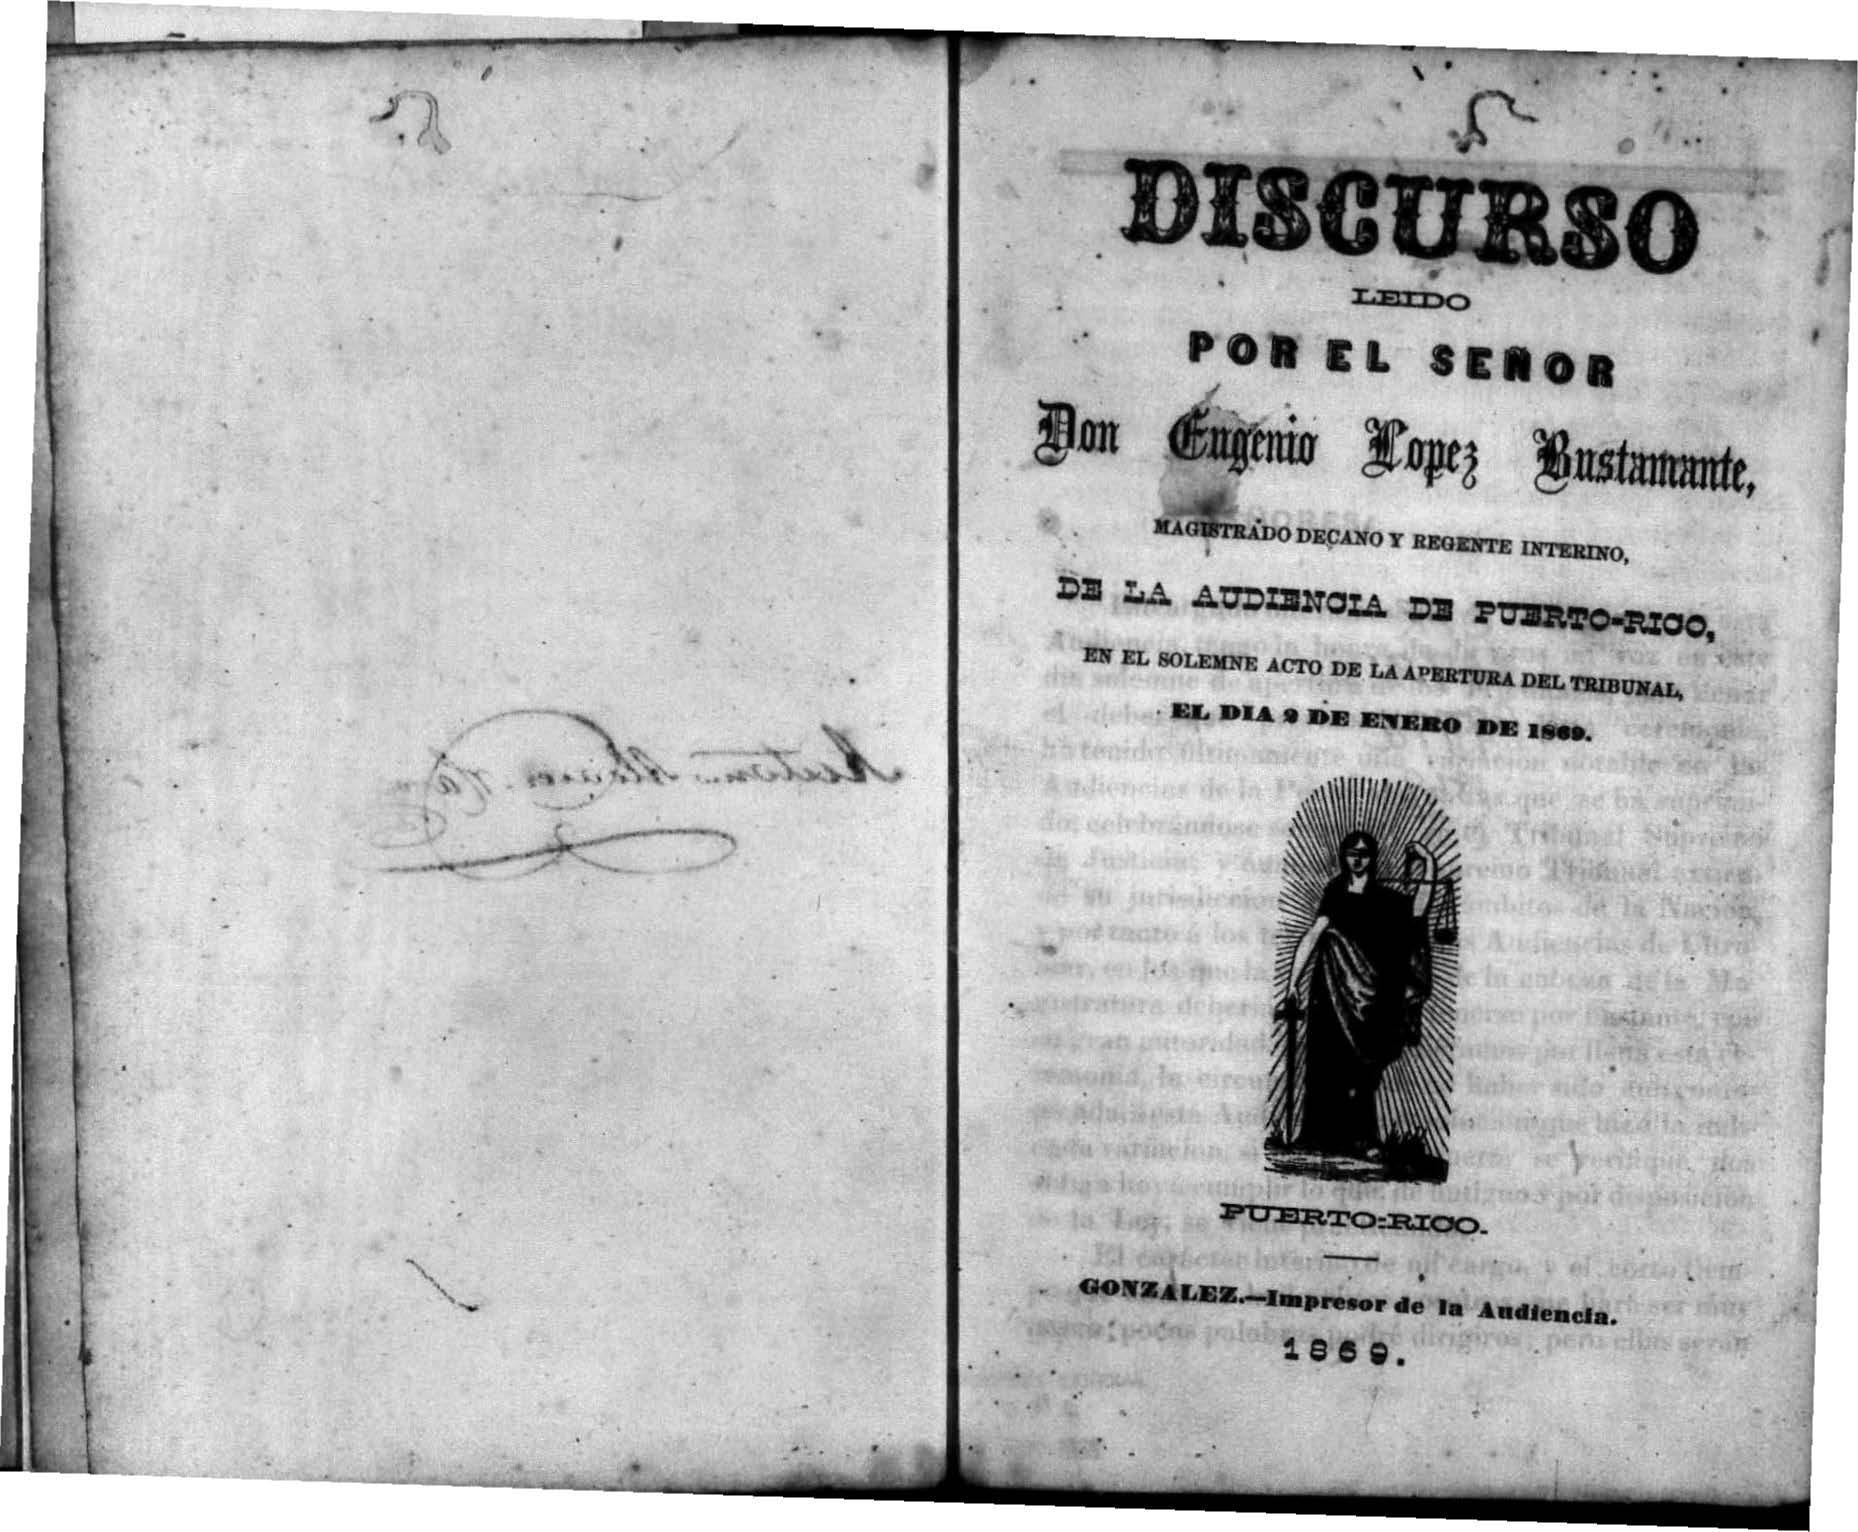 DISCURSO
LEIDO
POR EL SEÑOR
Don Eugenio Lopez Bustamante,
MAGISTRADO DECANO Y REGENTE INTERINO,
DE LA AUDIENCIA DE PUERTO-RICO,
EN EL SOLEMNE ACTO DE LA APERTURA DEL TRIBUNAL,
EL DIA 2 DE ENERO DE 1869.
PUERTO-RICO.
GONZALEZ.—Impresor de la Audiencia.
1869.